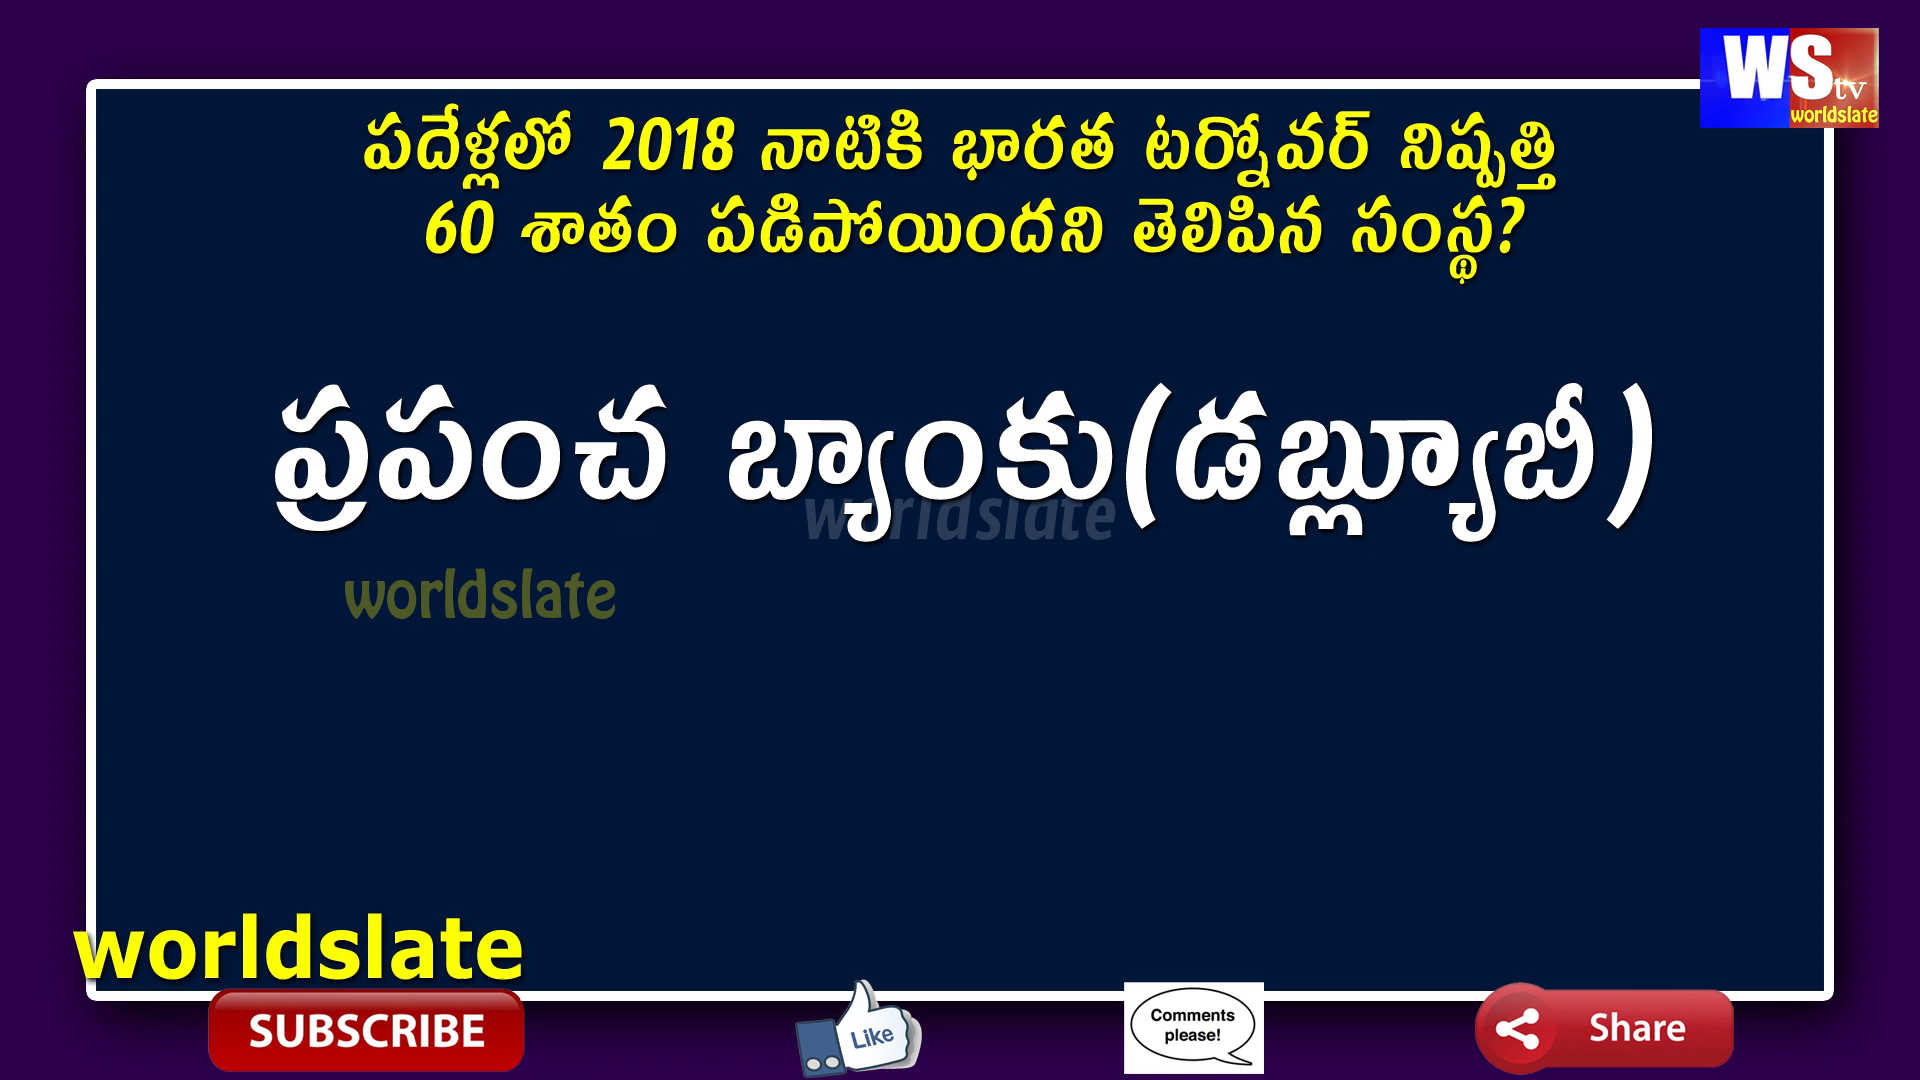 WS tv
worldslate
పదేళ్లలో 2018 నాటికి భారత టర్నోవర్ నిష్పత్తి
60 శాతం పడిపోయిందని తెలిపిన సంస్థ?
ప్రపంచ బ్యాంకు(డబ్ల్యూబీ)
worldslate
worldslate
worldslate
SUBSCRIBE
Like
Comments
please!
Share